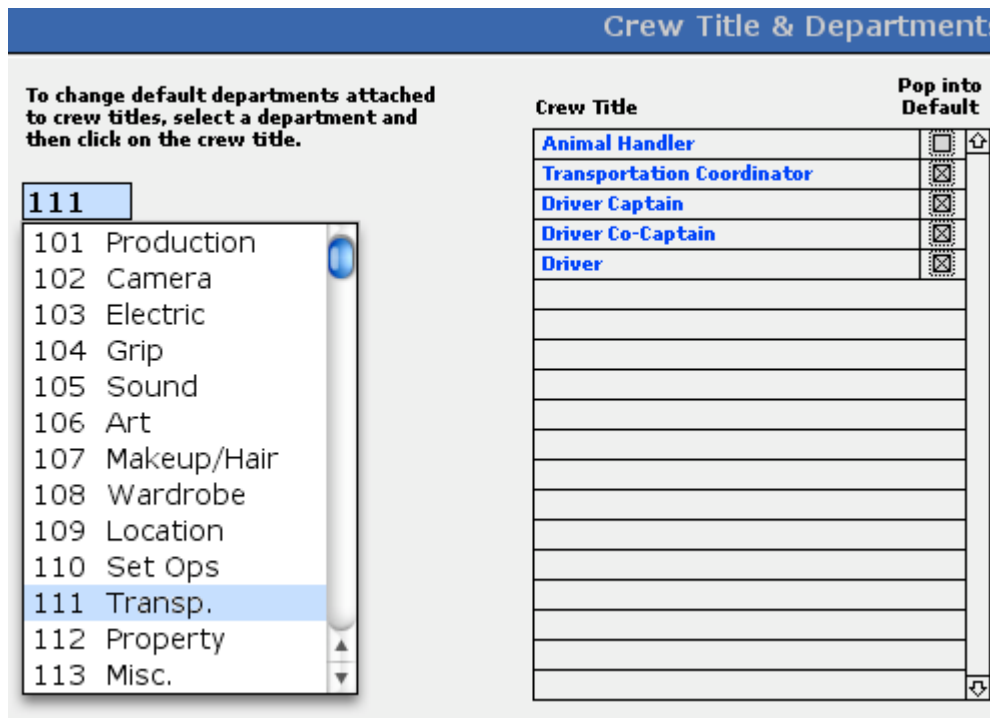 Crew Title & Departments
To change default departments attached
to crew titles, select a department and
then click on the crew title.
111
101 Production
102 Camera
103 Electric
104 Grip
105 Sound
106 Art
107 Makeup/Hair
108 Wardrobe
109 Location
110 Set Ops
111 Transp.
112 Property
113 Misc.
Crew Title
Pop into
Default
Animal Handler
Transportation Coordinator
Driver Captain
Driver Co-Captain
Driver